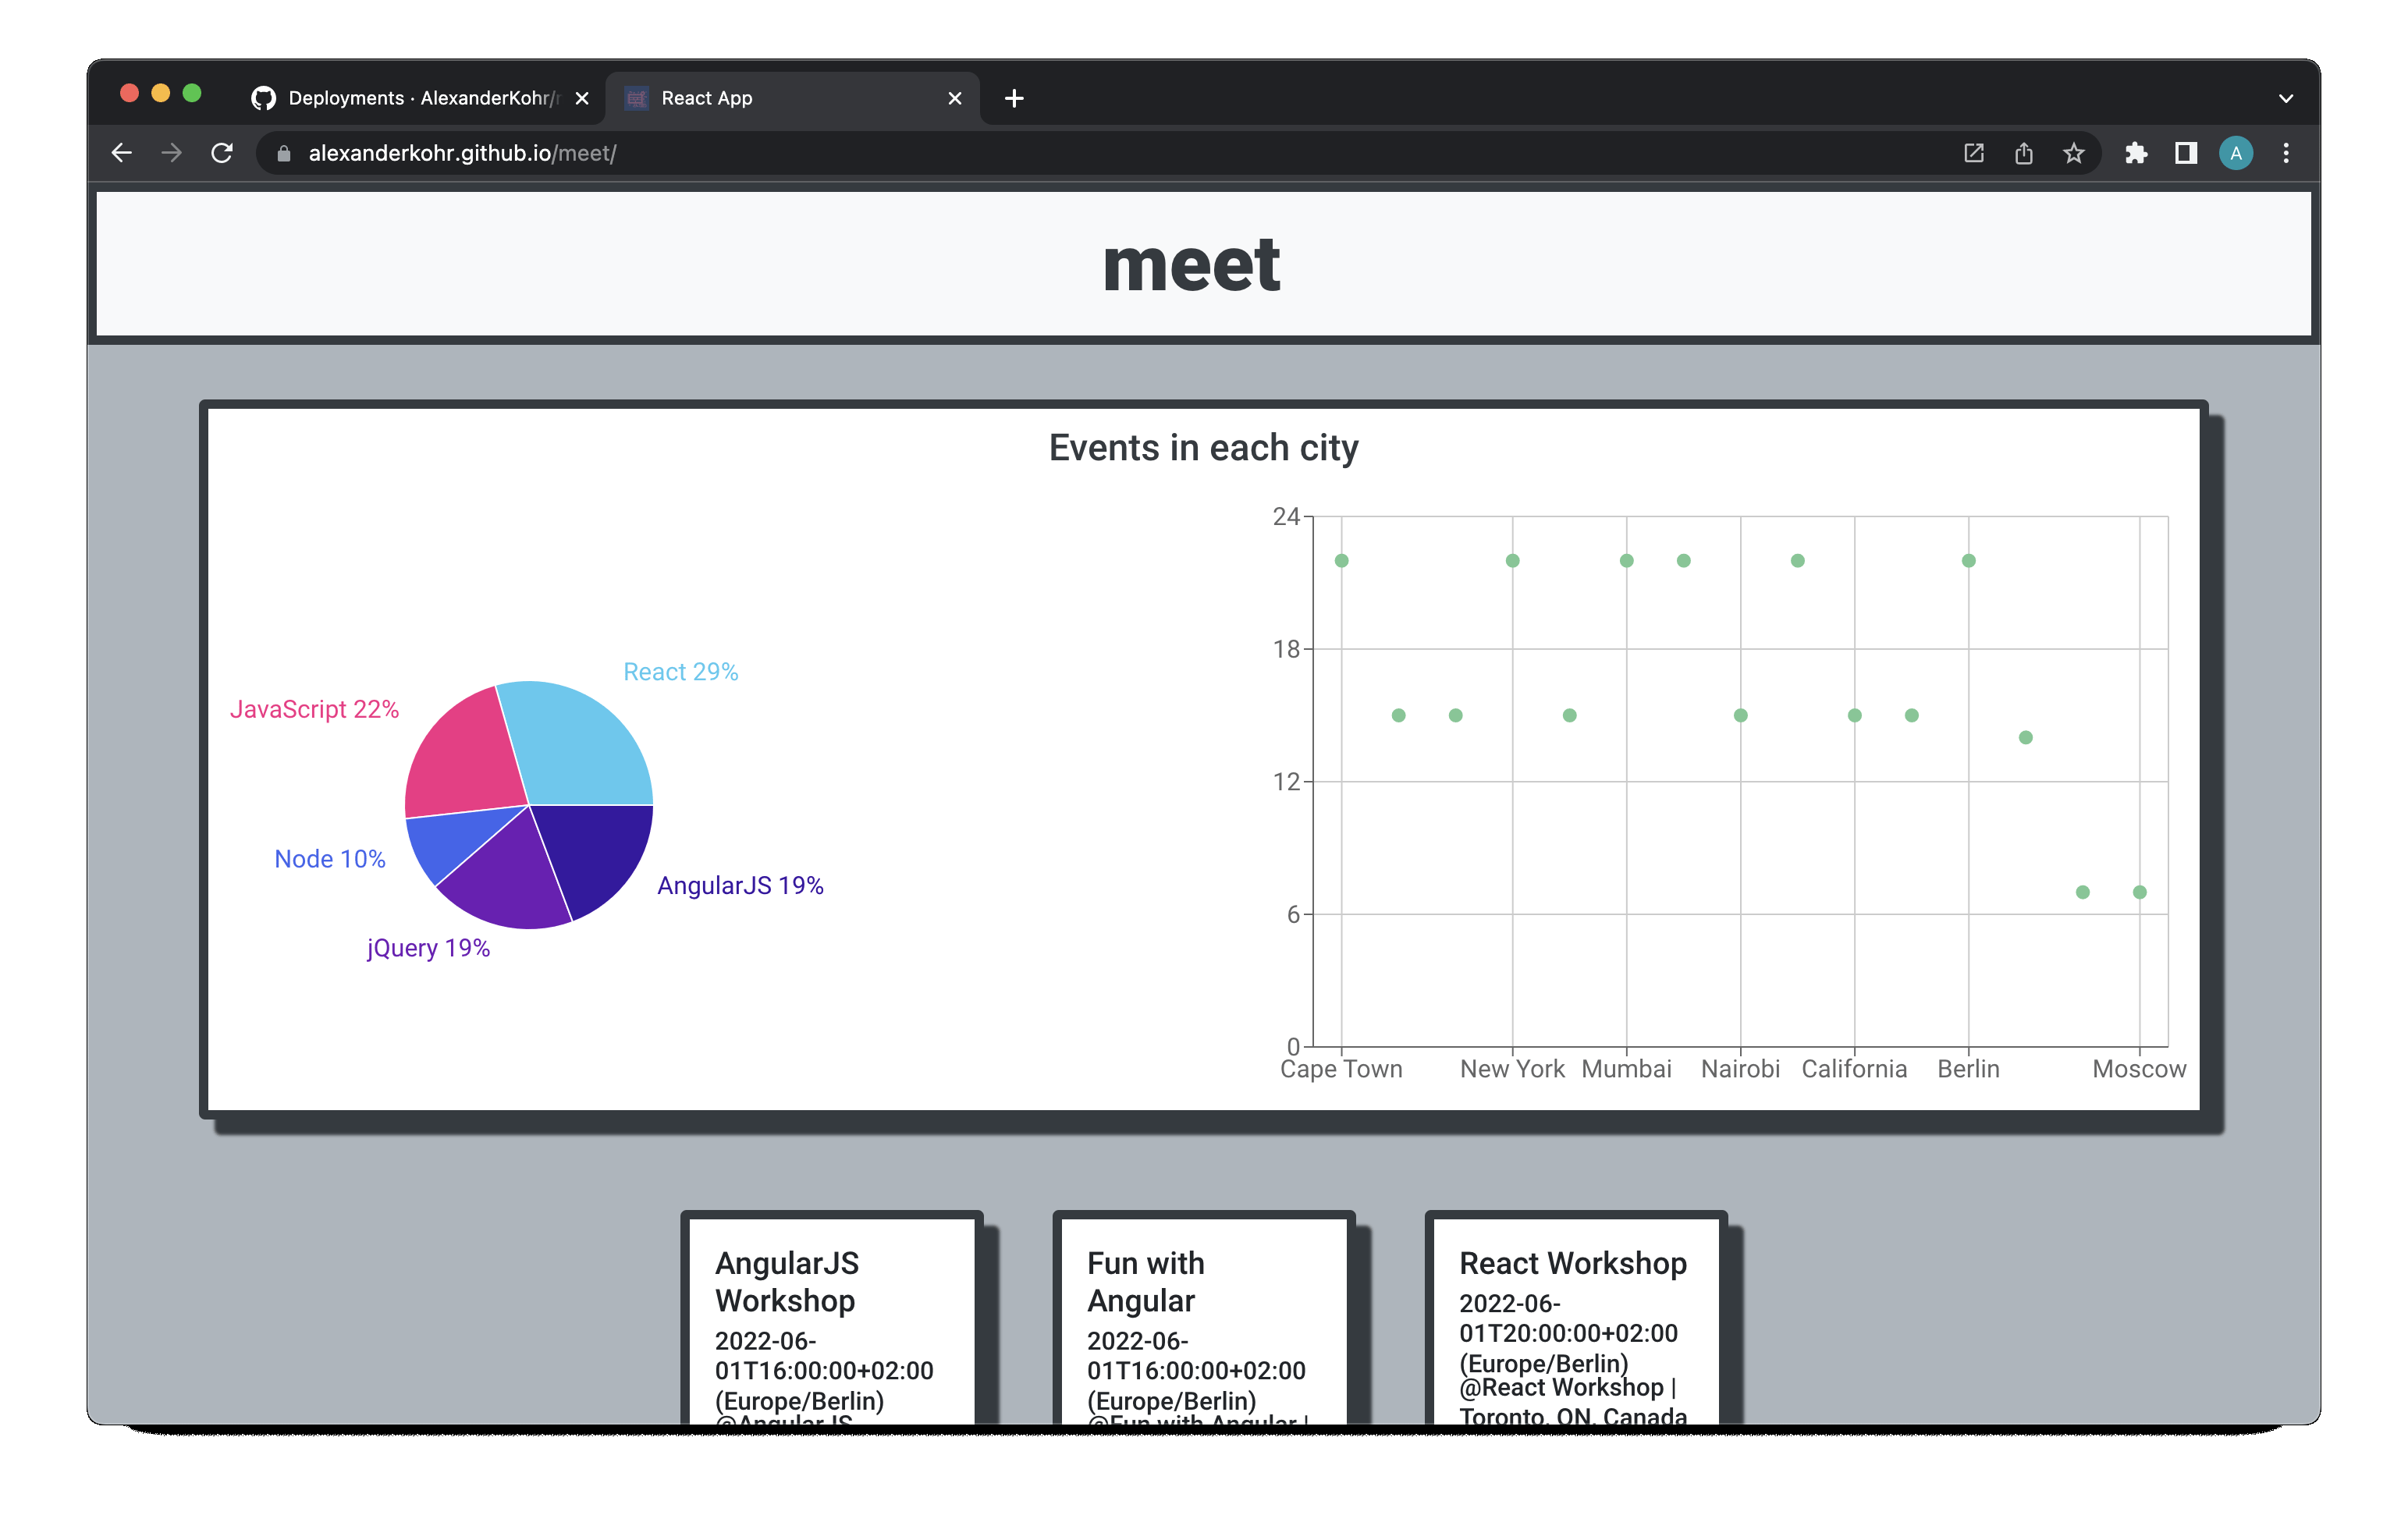 Deployments · AlexanderKohr/
React App
alexanderkohr.github.io/meet/
A
meet
Events in each city
React 29%
JavaScript 22%
Node 10%
AngularJS 19%
jQuery 19%
24
18
12
6
0
Cape Town New York Mumbai Nairobi California Berlin Moscow
AngularJS
Workshop
2022-06-
01T16:00:00+02:00
(Europe/Berlin)
@AngularJS
Fun with
Angular
2022-06-
01T16:00:00+02:00
(Europe/Berlin)
@Fun with Angular |
React Workshop
2022-06-
01T20:00:00+02:00
(Europe/Berlin)
@React Workshop |
Toronto, ON, Canada